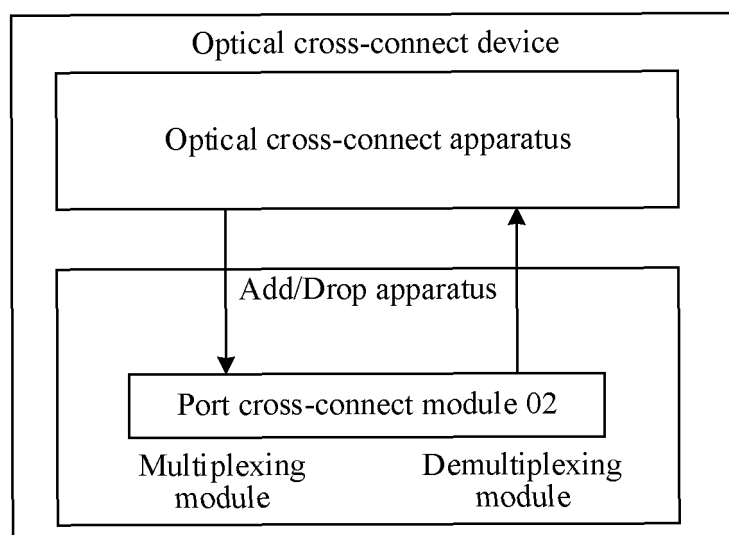 Optical cross-connect device
Optical cross-connect apparatus
Add/Drop apparatus
Port cross-connect module 02
Multiplexing
module
Demultiplexing
module